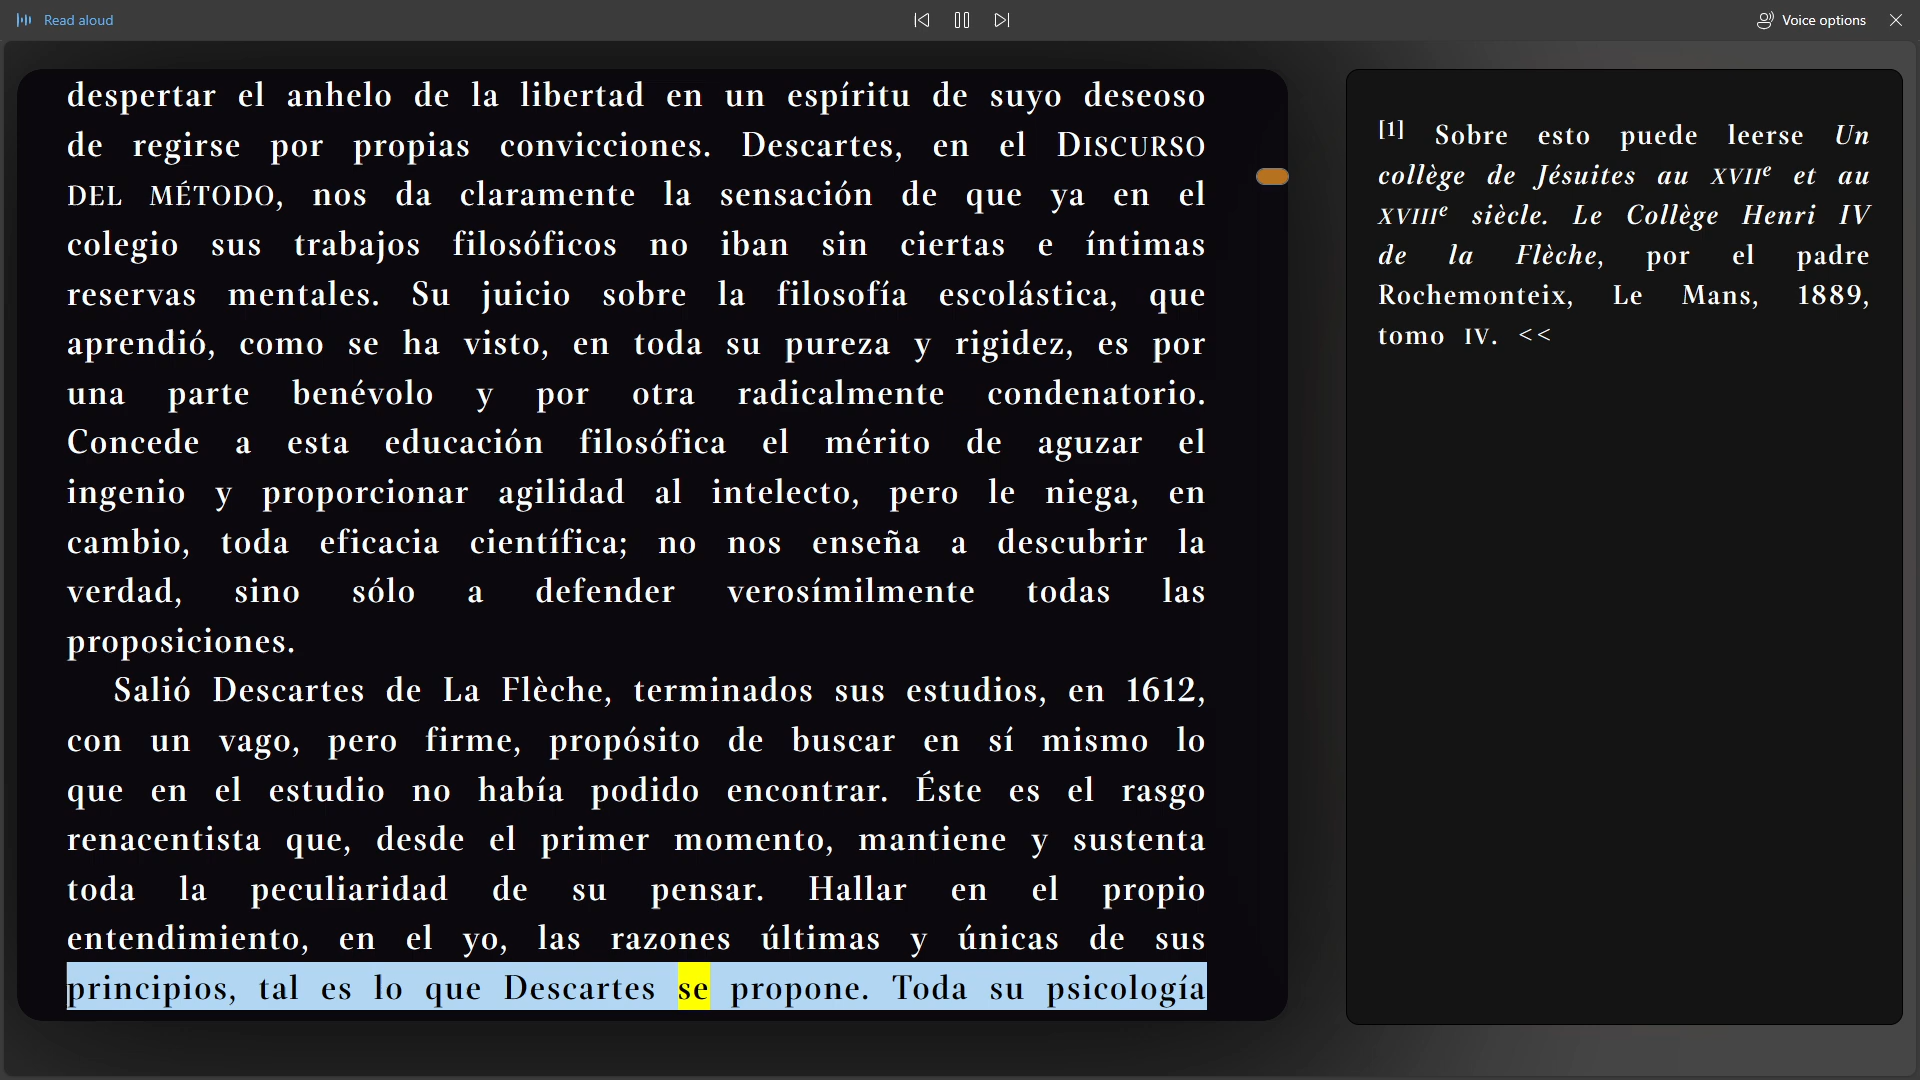 Read aloud
Voice options
despertar el anhelo de la libertad en un espíritu de suyo deseoso
de regirse por propias convicciones. Descartes, en el DISCURSO
DEL MÉTODO, nos da claramente la sensación de que ya en el
colegio sus trabajos filosóficos no iban sin ciertas e íntimas
reservas mentales. Su juicio sobre la filosofía escolástica, que
aprendió, como se ha visto, en toda su pureza y rigidez, es por
una parte benévolo y por otra radicalmente condenatorio.
Concede a esta educación filosófica el mérito de aguzar el
ingenio y proporcionar agilidad al intelecto, pero le niega, en
cambio, toda eficacia científica; no nos enseña a descubrir la
verdad, sino sólo a defender verosímilmente todas las
proposiciones.
Salió Descartes de La Flèche, terminados sus estudios, en 1612,
con un vago, pero firme, propósito de buscar en sí mismo lo
que en el estudio no había podido encontrar. Éste es el rasgo
renacentista que, desde el primer momento, mantiene y sustenta
toda la peculiaridad de su pensar. Hallar en el propio
entendimiento, en el yo, las razones últimas y únicas de sus
principios, tal es lo que Descartes se propone. Toda su psicología
[1] Sobre esto puede leerse Un
collège de Jésuites au XVIIe et au
XVIIIe siècle. Le Collège Henri IV
de la Flèche, por el padre
Rochemonteix, Le Mans, 1889,
tomo IV. <<